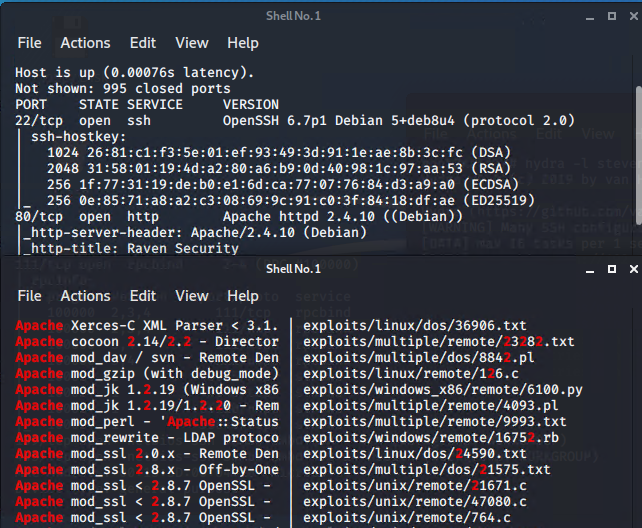 Shell No. 1
File Actions Edit View Help
Host is up (0.00076s latency).
Not shown: 995 closed ports
PORT STATE SERVICE VERSION
22/tcp open ssh OpenSSH 6.7p1 Debian 5+deb8u4 (protocol 2.0)
| ssh-hostkey:
| 1024 26:81:c1:f3:5e:01:ef:93:49:3d:91:1e:ae:8b:3c:fc (DSA)
| 2048 31:58:01:19:4d:a2:80:a6:b9:0d:40:98:1c:97:aa:53 (RSA)
| 256 1f:77:31:19:de:b0:e1:6d:ca:77:07:76:84:d3:a9:a0 (ECDSA)
|_ 256 0e:85:71:a8:a2:c3:08:69:9c:91:c0:3f:84:18:df:ae (ED25519)
80/tcp open http Apache httpd 2.4.10 ((Debian))
|_http-server-header: Apache/2.4.10 (Debian)
|_http-title: Raven Security
Shell No. 1
File Actions Edit View Help
Apache Xerces-C XML Parser < 3.1. | exploits/linux/dos/36906.txt
Apache cocoon 2.14/2.2 - Director | exploits/multiple/remote/23282.txt
Apache mod_dav / svn - Remote Den | exploits/multiple/dos/8842.pl
Apache mod_gzip (with debug_mode) | exploits/linux/remote/126.c
Apache mod_jk 1.2.19 (Windows x86 | exploits/windows_x86/remote/6100.py
Apache mod_jk 1.2.19/1.2.20 - Rem | exploits/multiple/remote/4093.pl
Apache mod_perl - 'Apache::Status | exploits/multiple/remote/9993.txt
Apache mod_rewrite - LDAP protoco | exploits/windows/remote/16752.rb
Apache mod_ssl 2.0.x - Remote Den | exploits/linux/dos/24590.txt
Apache mod_ssl 2.8.x - Off-by-One | exploits/multiple/dos/21575.txt
Apache mod_ssl < 2.8.7 OpenSSL - | exploits/unix/remote/21671.c
Apache mod_ssl < 2.8.7 OpenSSL - | exploits/unix/remote/47080.c
Apache mod_ssl < 2.8.7 OpenSSL - | exploits/unix/remote/764.c